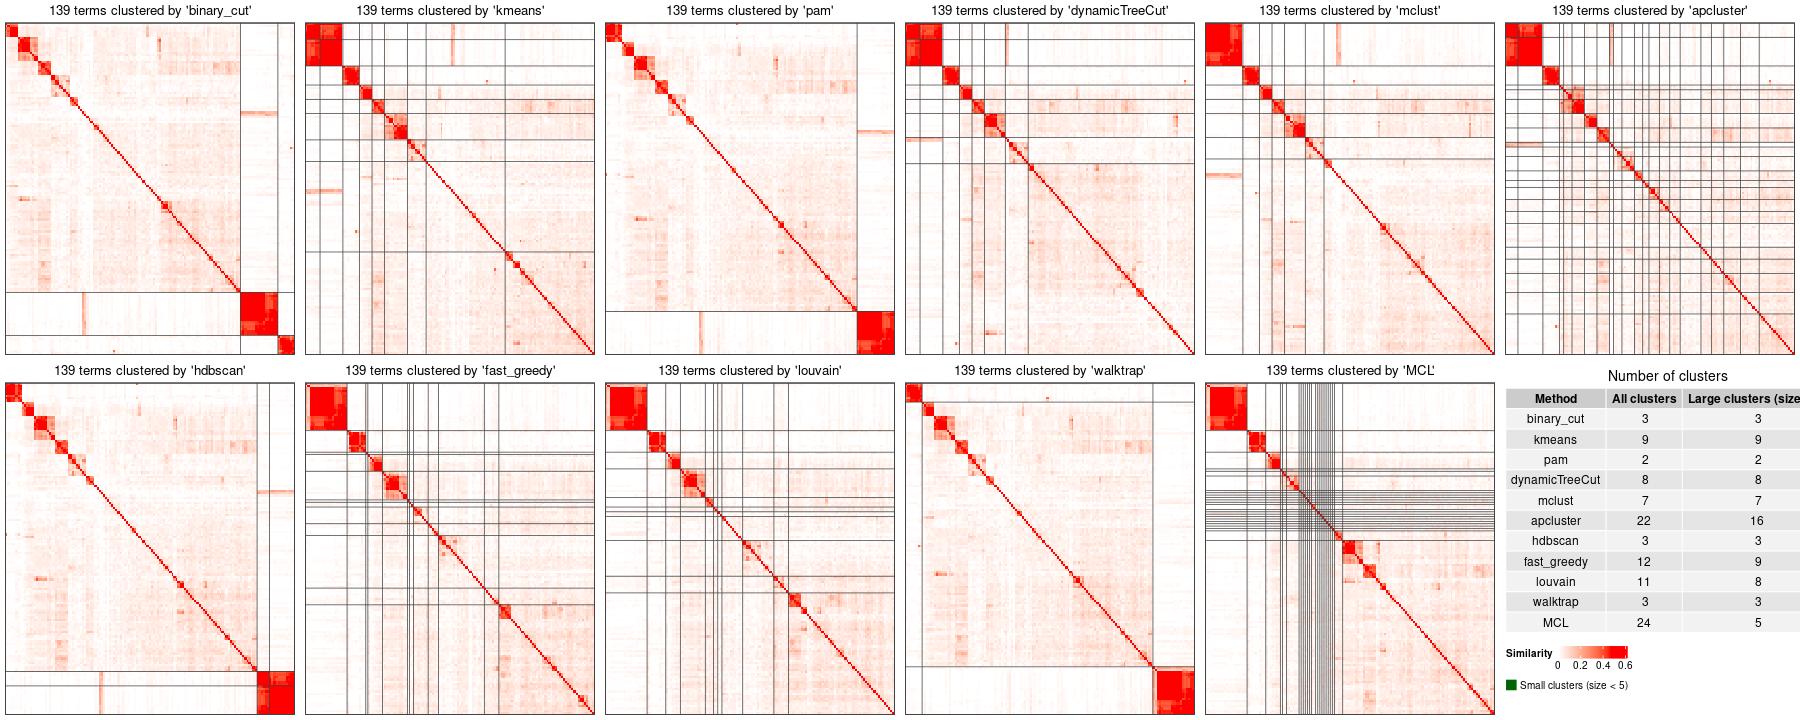 139 terms clustered by 'binary_cut'
139 terms clustered by 'kmeans'
139 terms clustered by 'pam'
139 terms clustered by 'dynamicTreeCut'
139 terms clustered by 'mclust'
139 terms clustered by 'apcluster'
139 terms clustered by 'hdbscan'
139 terms clustered by 'fast_greedy'
139 terms clustered by 'louvain'
139 terms clustered by 'walktrap'
139 terms clustered by 'MCL'
Number of clusters
Method All clusters Large clusters (size
binary_cut 3 3
kmeans 9 9
pam 2 2
dynamicTreeCut 8 8
mclust 7 7
apcluster 22 16
hdbscan 3 3
fast_greedy 12 9
louvain 11 8
walktrap 3 3
MCL 24 5
Similarity
0 0.2 0.4 0.6
Small clusters (size < 5)